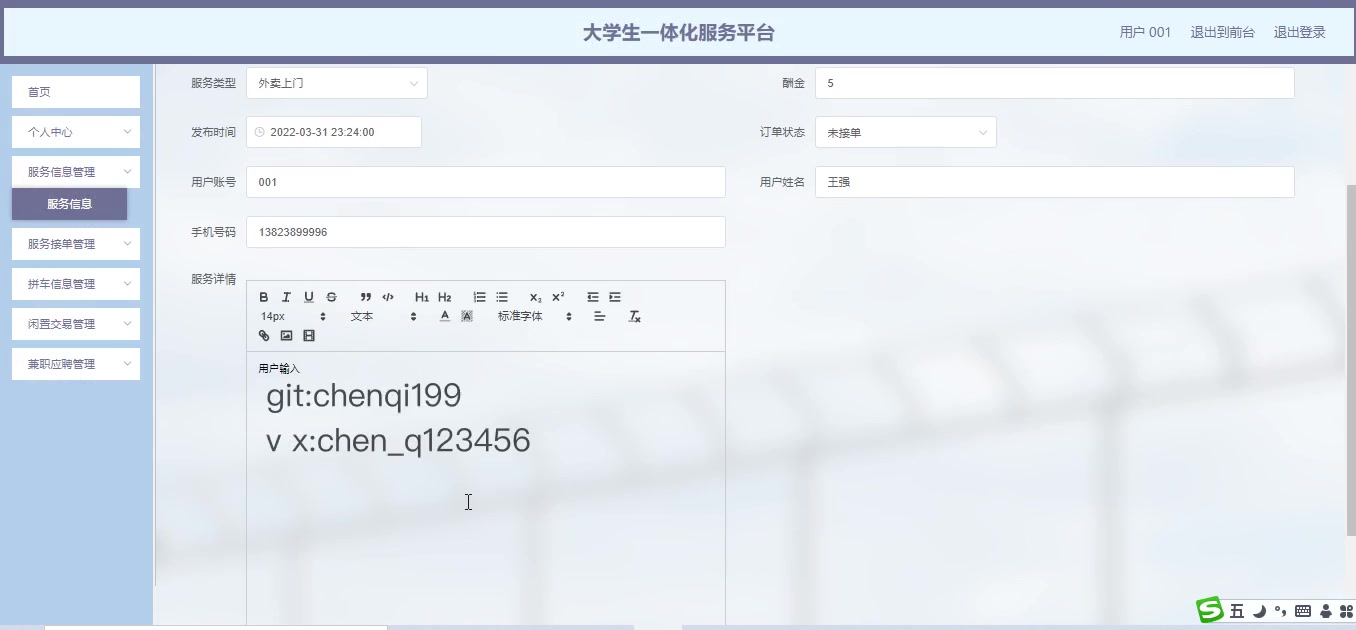 大学生一体化服务平台
用户 001 退出到前台 退出登录
首页
个人中心
服务信息管理
服务信息
服务接单管理
拼车信息管理
闲置交易管理
兼职应聘管理
服务类型 外卖上门 酬金 5
发布时间 2022-03-31 23:24:00 订单状态 未接单
用户账号 001 用户姓名 王强
手机号码 13823899996
服务详情
B I U S ” </> H1 H2 X₂ X²
14px 文本 A A 标准字体 Tx
用户输入
git:chenqi199
v x:chen_q123456
S 五